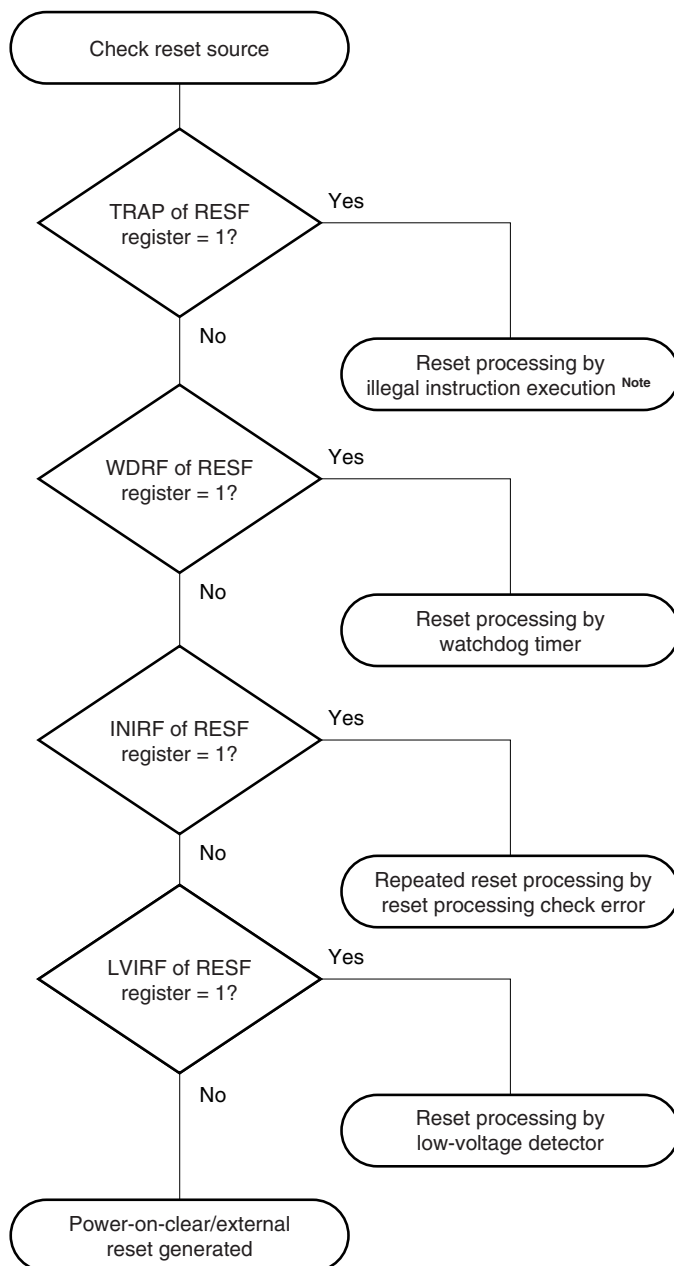 Check reset source
TRAP of RESF
register = 1?
Yes
No
Reset processing by
illegal instruction execution Note
WDRF of RESF
register = 1?
Yes
No
Reset processing by
watchdog timer
INIRF of RESF
register = 1?
Yes
No
Repeated reset processing by
reset processing check error
LVIRF of RESF
register = 1?
Yes
No
Reset processing by
low-voltage detector
Power-on-clear/external
reset generated